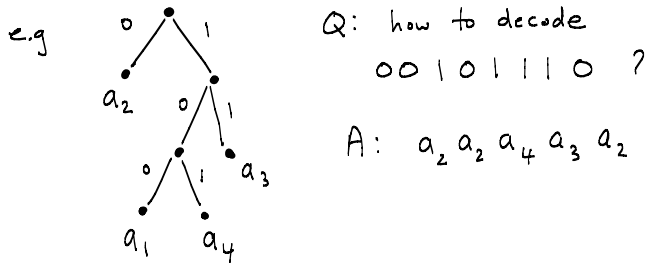 e.g
0 1
a₂
0 1
a₃
0 1
a₁ a₄
Q: how to decode
00101110 ?
A: a₂ a₂ a₄ a₃ a₂